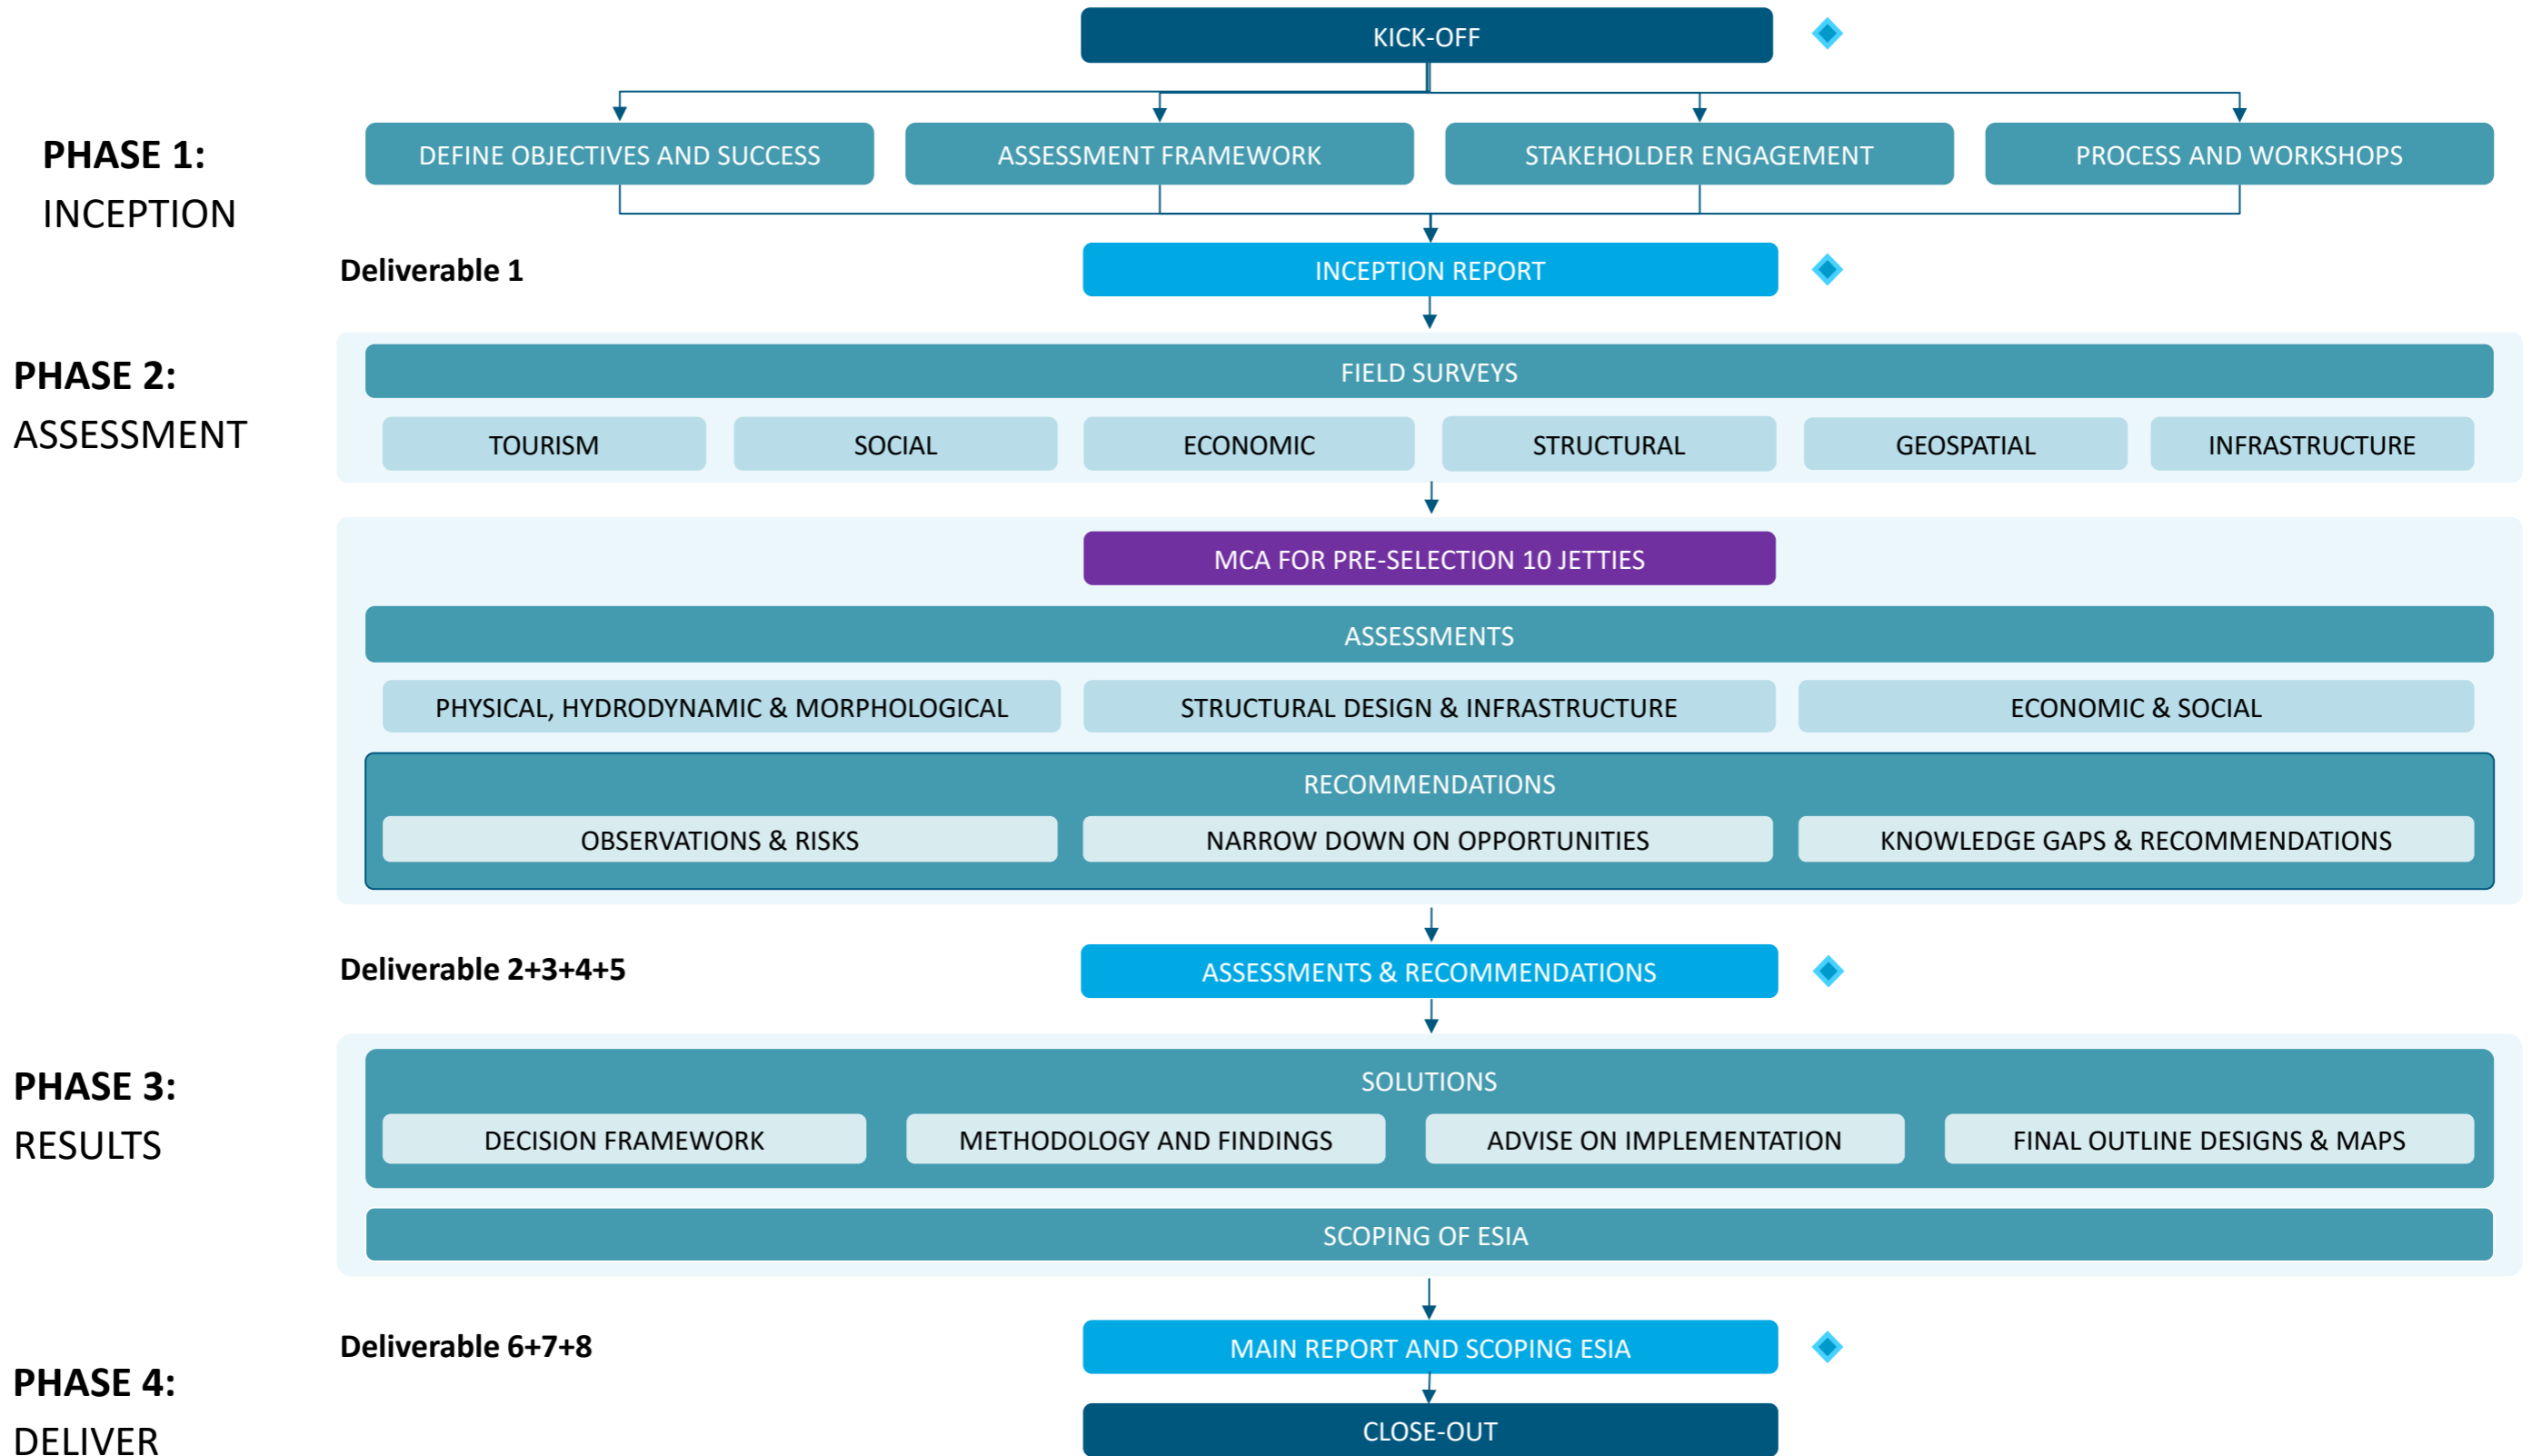 KICK-OFF
PHASE 1:
INCEPTION
DEFINE OBJECTIVES AND SUCCESS
ASSESSMENT FRAMEWORK
STAKEHOLDER ENGAGEMENT
PROCESS AND WORKSHOPS
Deliverable 1
INCEPTION REPORT
PHASE 2:
ASSESSMENT
FIELD SURVEYS
TOURISM
SOCIAL
ECONOMIC
STRUCTURAL
GEOSPATIAL
INFRASTRUCTURE
MCA FOR PRE-SELECTION 10 JETTIES
ASSESSMENTS
PHYSICAL, HYDRODYNAMIC & MORPHOLOGICAL
STRUCTURAL DESIGN & INFRASTRUCTURE
ECONOMIC & SOCIAL
RECOMMENDATIONS
OBSERVATIONS & RISKS
NARROW DOWN ON OPPORTUNITIES
KNOWLEDGE GAPS & RECOMMENDATIONS
Deliverable 2+3+4+5
ASSESSMENTS & RECOMMENDATIONS
PHASE 3:
RESULTS
SOLUTIONS
DECISION FRAMEWORK
METHODOLOGY AND FINDINGS
ADVISE ON IMPLEMENTATION
FINAL OUTLINE DESIGNS & MAPS
SCOPING OF ESIA
Deliverable 6+7+8
MAIN REPORT AND SCOPING ESIA
PHASE 4:
DELIVER
CLOSE-OUT